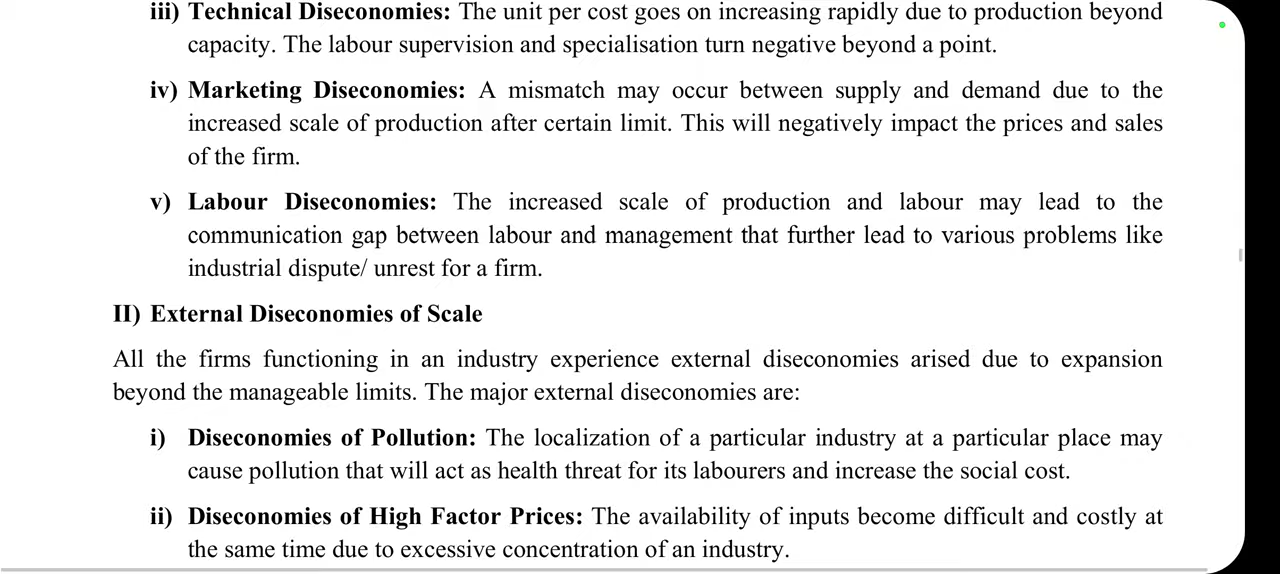 iii) Technical Diseconomies: The unit per cost goes on increasing rapidly due to production beyond
capacity. The labour supervision and specialisation turn negative beyond a point.
iv) Marketing Diseconomies: A mismatch may occur between supply and demand due to the
increased scale of production after certain limit. This will negatively impact the prices and sales
of the firm.
v) Labour Diseconomies: The increased scale of production and labour may lead to the
communication gap between labour and management that further lead to various problems like
industrial dispute/ unrest for a firm.
II) External Diseconomies of Scale
All the firms functioning in an industry experience external diseconomies arised due to expansion
beyond the manageable limits. The major external diseconomies are:
i) Diseconomies of Pollution: The localization of a particular industry at a particular place may
cause pollution that will act as health threat for its labourers and increase the social cost.
ii) Diseconomies of High Factor Prices: The availability of inputs become difficult and costly at
the same time due to excessive concentration of an industry.